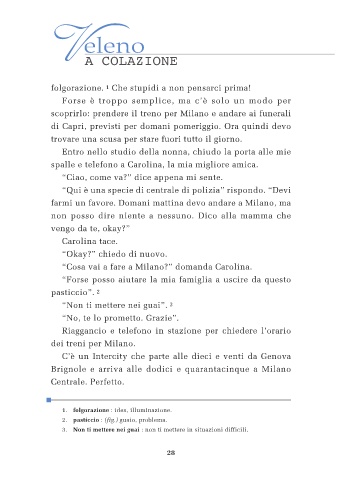 Veleno
A COLAZIONE
folgorazione. 1 Che stupidi a non pensarci prima!
Forse è troppo semplice, ma c'è solo un modo per
scoprirlo: prendere il treno per Milano e andare ai funerali
di Capri, previsti per domani pomeriggio. Ora quindi devo
trovare una scusa per stare fuori tutto il giorno.
Entro nello studio della nonna, chiudo la porta alle mie
spalle e telefono a Carolina, la mia migliore amica.
“Ciao, come va?” dice appena mi sente.
“Qui è una specie di centrale di polizia” rispondo. “Devi
farmi un favore. Domani mattina devo andare a Milano, ma
non posso dire niente a nessuno. Dico alla mamma che
vengo da te, okay?”
Carolina tace.
“Okay?” chiedo di nuovo.
“Cosa vai a fare a Milano?” domanda Carolina.
“Forse posso aiutare la mia famiglia a uscire da questo
pasticcio”. 2
“Non ti mettere nei guai”. 3
“No, te lo prometto. Grazie”.
Riaggancio e telefono in stazione per chiedere l'orario
dei treni per Milano.
C'è un Intercity che parte alle dieci e venti da Genova
Brignole e arriva alle dodici e quarantacinque a Milano
Centrale. Perfetto.
1. folgorazione : idea, illuminazione.
2. pasticcio : (fig.) guaio, problema.
3. Non ti mettere nei guai : non ti mettere in situazioni difficili.
28